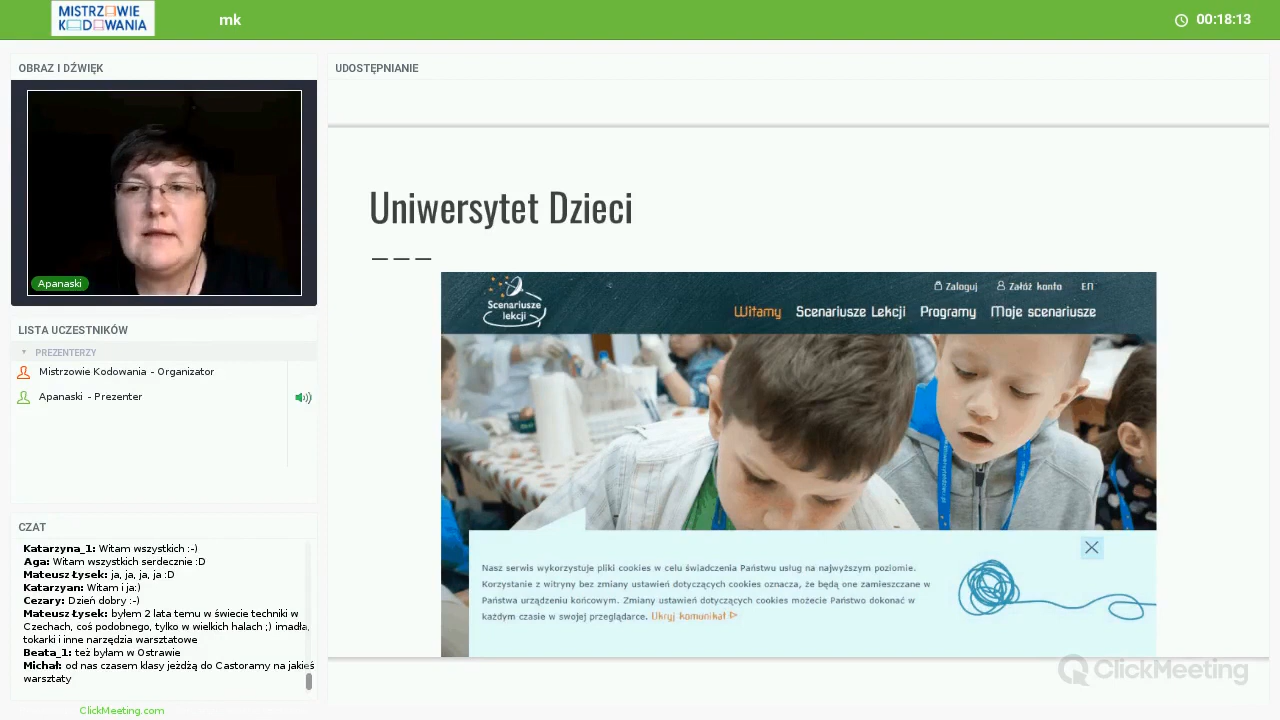 MISTRZOWIE
KODOWANIA
mk
00:18:13
OBRAZ I DŹWIĘK
Apanaski
LISTA UCZESTNIKÓW
PREZENTERZY
Mistrzowie Kodowania - Organizator
Apanaski - Prezenter
CZAT
Katarzyna_1: Witam wszystkich :-)
Aga: Witam wszystkich serdecznie :D
Mateusz Łysek: ja, ja, ja, ja :D
Katarzyan: Witam i ja:)
Cezary: Dzień dobry :-)
Mateusz Łysek: byłem 2 lata temu w świecie techniki w
Czechach, coś podobnego, tylko w wielkich halach ;) imadła,
tokarki i inne narzędzia warsztatowe
Beata_1: też byłam w Ostrawie
Michał: od nas czasem klasy jeżdżą do Castoramy na jakieś
warsztaty
ClickMeeting.com
UDOSTĘPNIANIE
Uniwersytet Dzieci
Scenariusze
lekcji
Zaloguj
Załóż konto
EN
Witamy
Scenariusze Lekcji
Programy
Moje scenariusze
Nasz serwis wykorzystuje pliki cookies w celu świadczenia Państwu usług na najwyższym poziomie.
Korzystanie z witryny bez zmiany ustawień dotyczących cookies oznacza, że będą one zamieszczane w
Państwa urządzeniu końcowym. Zmiany ustawień dotyczących cookies możecie Państwo dokonać w
każdym czasie w swojej przeglądarce. Ukryj komunikat
ClickMeeting